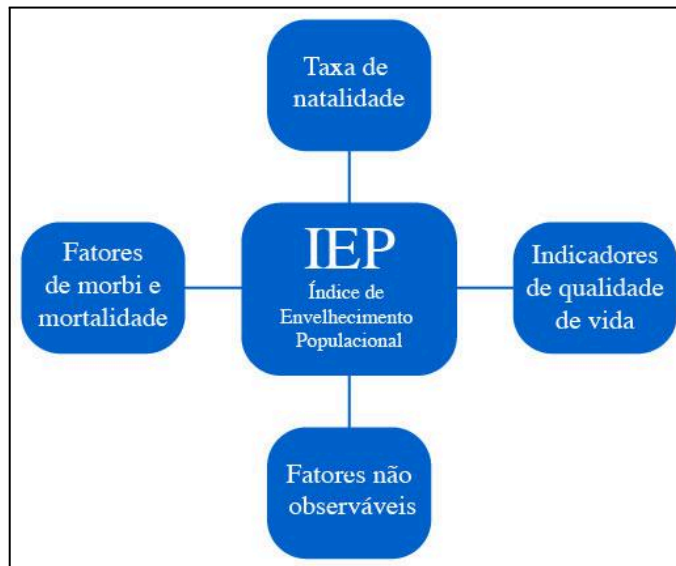 Taxa de
natalidade
Fatores
de morbi e
mortalidade
IEP
Índice de
Envelhecimento
Populacional
Indicadores
de qualidade
de vida
Fatores não
observáveis